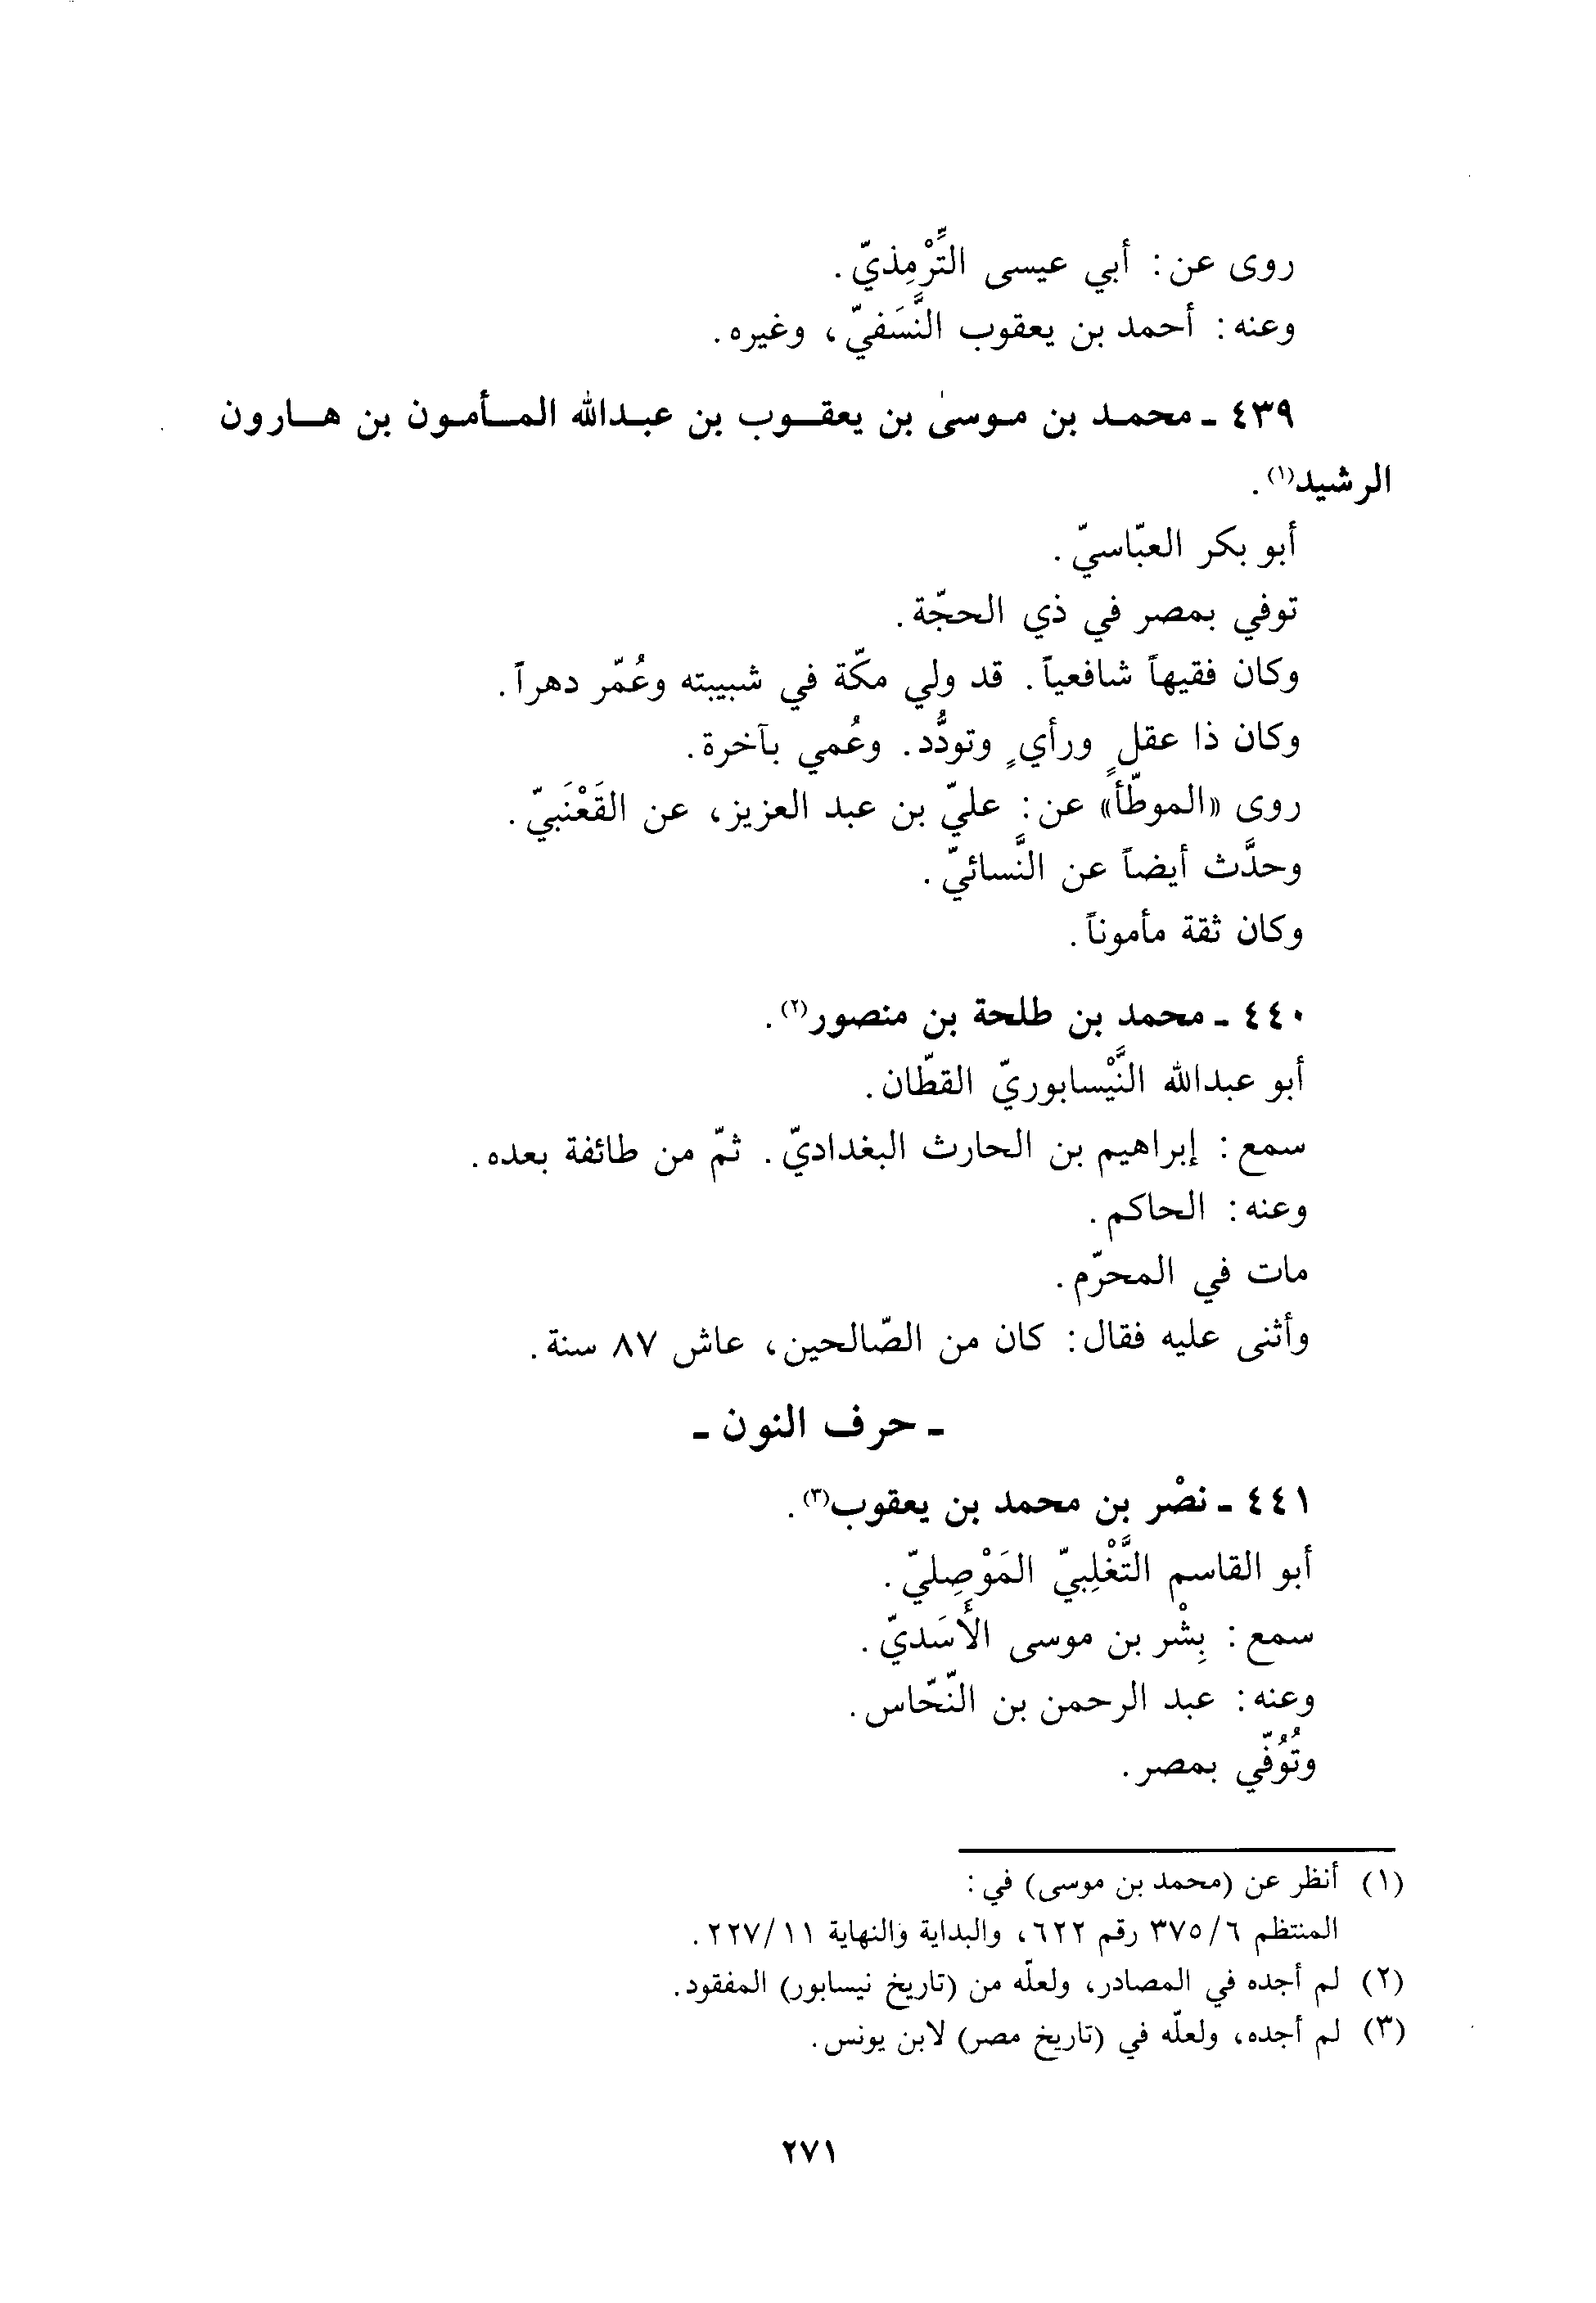 روى عن: أبي عيسى التِّرْمِذيّ.
وعنه: أحمد بن يعقوب النَّسَفيّ، وغيره.
٤٣٩ ـ محمد بن موسىٰ بن يعقوب بن عبدالله المأمون بن هارون
الرشيد(١).
أبو بكر العبّاسيّ.
توفي بمصر في ذي الحجّة.
وكان فقيهاً شافعياً. قد ولي مكّة في شبيبته وعُمّر دهراً.
وكان ذا عقلٍ ورأيٍ وتودُّد. وعُمي بآخرة.
روى «الموطّأ» عن: عليّ بن عبد العزيز، عن القَعْنَبيّ.
وحدَّث أيضاً عن النَّسائيّ.
وكان ثقة مأموناً.
٤٤٠ ـ محمد بن طلحة بن منصور(٢).
أبو عبدالله النَّيْسابوريّ القطّان.
سمع: إبراهيم بن الحارث البغداديّ. ثمّ من طائفة بعده.
وعنه: الحاكم.
مات في المحرّم.
وأثنى عليه فقال: كان من الصّالحين، عاش ٨٧ سنة.
ـ حرف النون ـ
٤٤١ ـ نصْر بن محمد بن يعقوب(٣).
أبو القاسم التَّغْلِبيّ المَوْصِليّ.
سمع: بِشْر بن موسى الأَسَديّ.
وعنه: عبد الرحمن بن النّحّاس.
وتُوُفّي بمصر.
(١) أنظر عن (محمد بن موسى) في:
المنتظم ٣٧٥/٦ رقم ٦٢٢، والبداية والنهاية ٢٢٧/١١.
(٢) لم أجده في المصادر، ولعلّه من (تاريخ نيسابور) المفقود.
(٣) لم أجده، ولعلّه في (تاريخ مصر) لابن يونس.
٢٧١